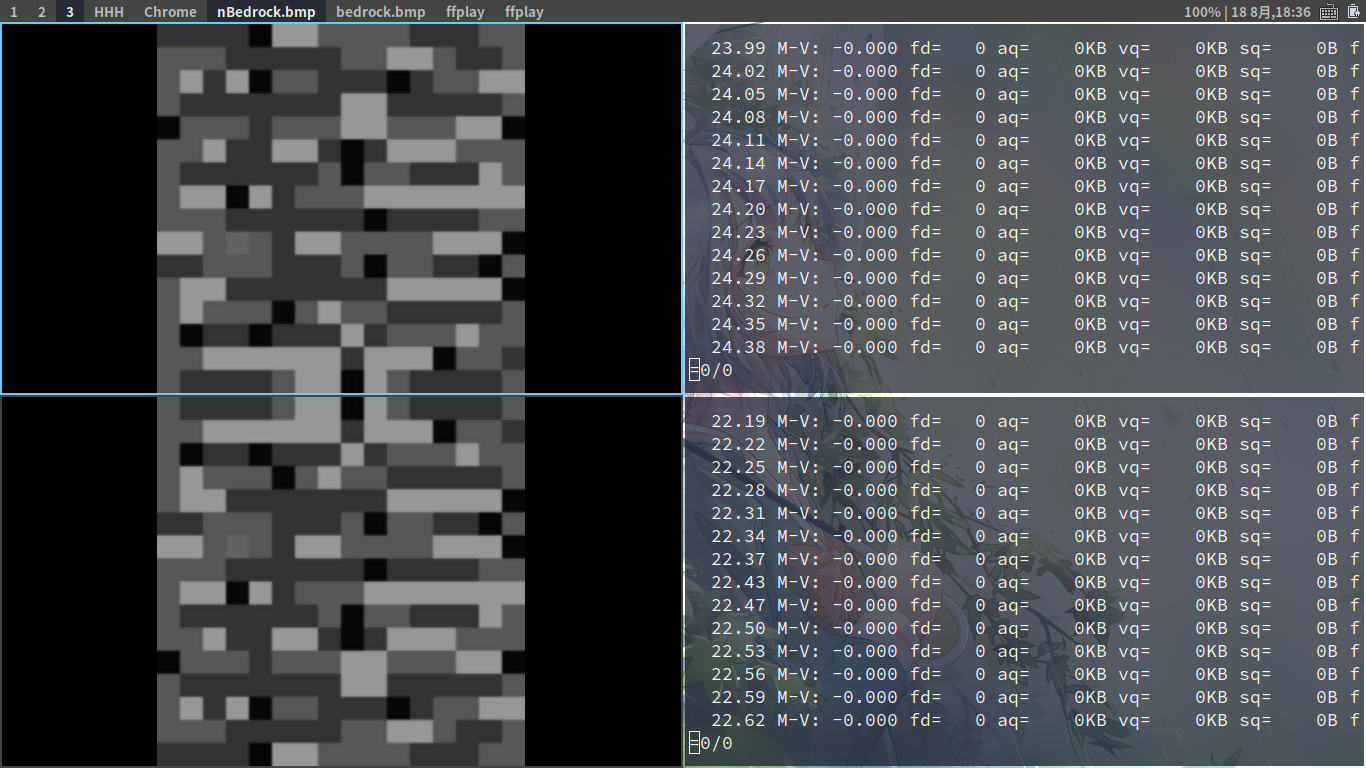 1 2 3 HHH Chrome nBedrock.bmp bedrock.bmp ffplay ffplay 100% | 18 8月,18:36
23.99 M-V: -0.000 fd=   0 aq=    0KB vq=    0KB sq=    0B f
24.02 M-V: -0.000 fd=   0 aq=    0KB vq=    0KB sq=    0B f
24.05 M-V: -0.000 fd=   0 aq=    0KB vq=    0KB sq=    0B f
24.08 M-V: -0.000 fd=   0 aq=    0KB vq=    0KB sq=    0B f
24.11 M-V: -0.000 fd=   0 aq=    0KB vq=    0KB sq=    0B f
24.14 M-V: -0.000 fd=   0 aq=    0KB vq=    0KB sq=    0B f
24.17 M-V: -0.000 fd=   0 aq=    0KB vq=    0KB sq=    0B f
24.20 M-V: -0.000 fd=   0 aq=    0KB vq=    0KB sq=    0B f
24.23 M-V: -0.000 fd=   0 aq=    0KB vq=    0KB sq=    0B f
24.26 M-V: -0.000 fd=   0 aq=    0KB vq=    0KB sq=    0B f
24.29 M-V: -0.000 fd=   0 aq=    0KB vq=    0KB sq=    0B f
24.32 M-V: -0.000 fd=   0 aq=    0KB vq=    0KB sq=    0B f
24.35 M-V: -0.000 fd=   0 aq=    0KB vq=    0KB sq=    0B f
24.38 M-V: -0.000 fd=   0 aq=    0KB vq=    0KB sq=    0B f
=0/0
22.19 M-V: -0.000 fd=   0 aq=    0KB vq=    0KB sq=    0B f
22.22 M-V: -0.000 fd=   0 aq=    0KB vq=    0KB sq=    0B f
22.25 M-V: -0.000 fd=   0 aq=    0KB vq=    0KB sq=    0B f
22.28 M-V: -0.000 fd=   0 aq=    0KB vq=    0KB sq=    0B f
22.31 M-V: -0.000 fd=   0 aq=    0KB vq=    0KB sq=    0B f
22.34 M-V: -0.000 fd=   0 aq=    0KB vq=    0KB sq=    0B f
22.37 M-V: -0.000 fd=   0 aq=    0KB vq=    0KB sq=    0B f
22.43 M-V: -0.000 fd=   0 aq=    0KB vq=    0KB sq=    0B f
22.47 M-V: -0.000 fd=   0 aq=    0KB vq=    0KB sq=    0B f
22.50 M-V: -0.000 fd=   0 aq=    0KB vq=    0KB sq=    0B f
22.53 M-V: -0.000 fd=   0 aq=    0KB vq=    0KB sq=    0B f
22.56 M-V: -0.000 fd=   0 aq=    0KB vq=    0KB sq=    0B f
22.59 M-V: -0.000 fd=   0 aq=    0KB vq=    0KB sq=    0B f
22.62 M-V: -0.000 fd=   0 aq=    0KB vq=    0KB sq=    0B f
=0/0